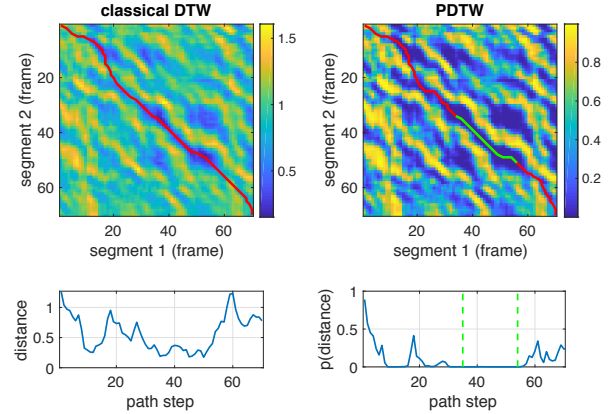 classical DTW
PDTW
20
40
60
segment 2 (frame)
20 40 60
segment 1 (frame)
1.5
1
0.5
20
40
60
segment 2 (frame)
20 40 60
segment 1 (frame)
0.8
0.6
0.4
0.2
1
0.5
0
distance
20 40 60
path step
1
0.5
0
p(distance)
20 40 60
path step